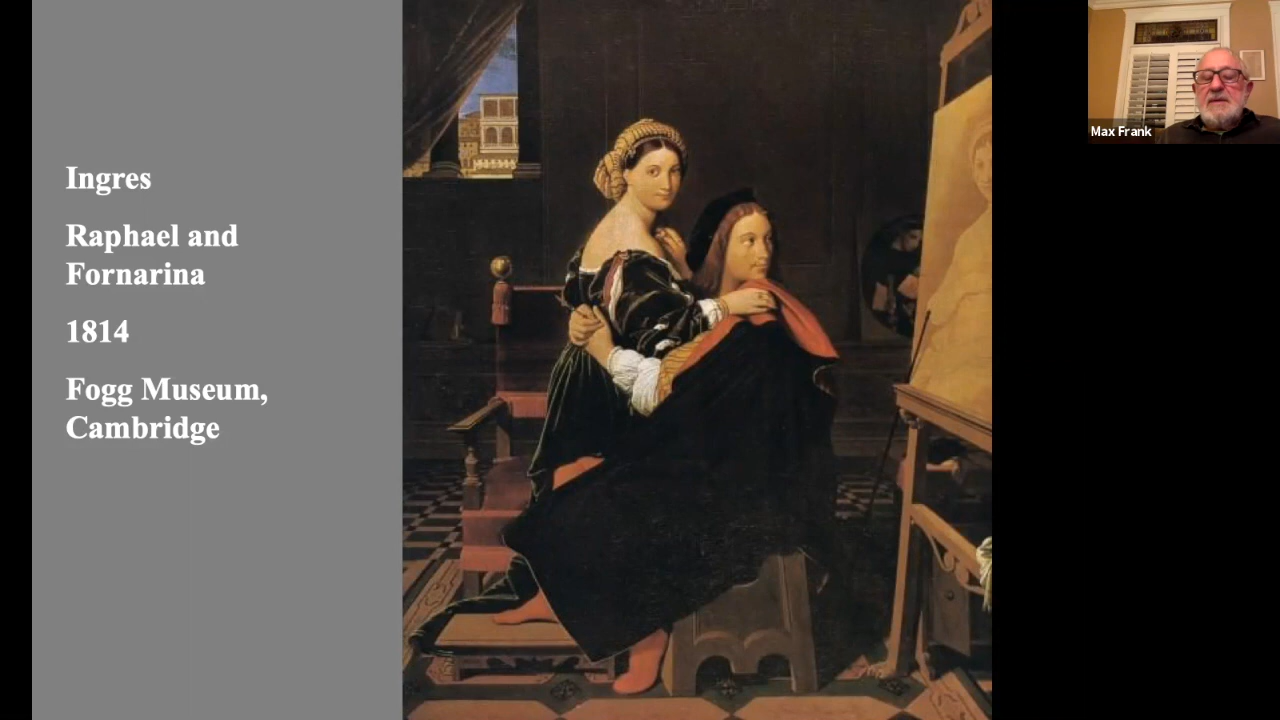 Ingres
Raphael and
Fornarina
1814
Fogg Museum,
Cambridge
Max Frank